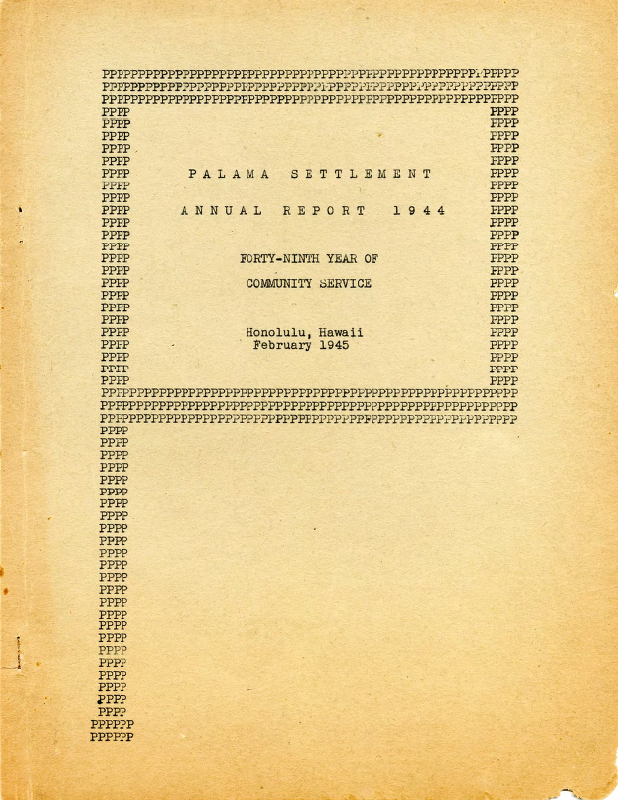 PALAMA SETTLEMENT
ANNUAL REPORT 1944
FORTY-NINTH YEAR OF
COMMUNITY SERVICE
Honolulu, Hawaii
February 1945